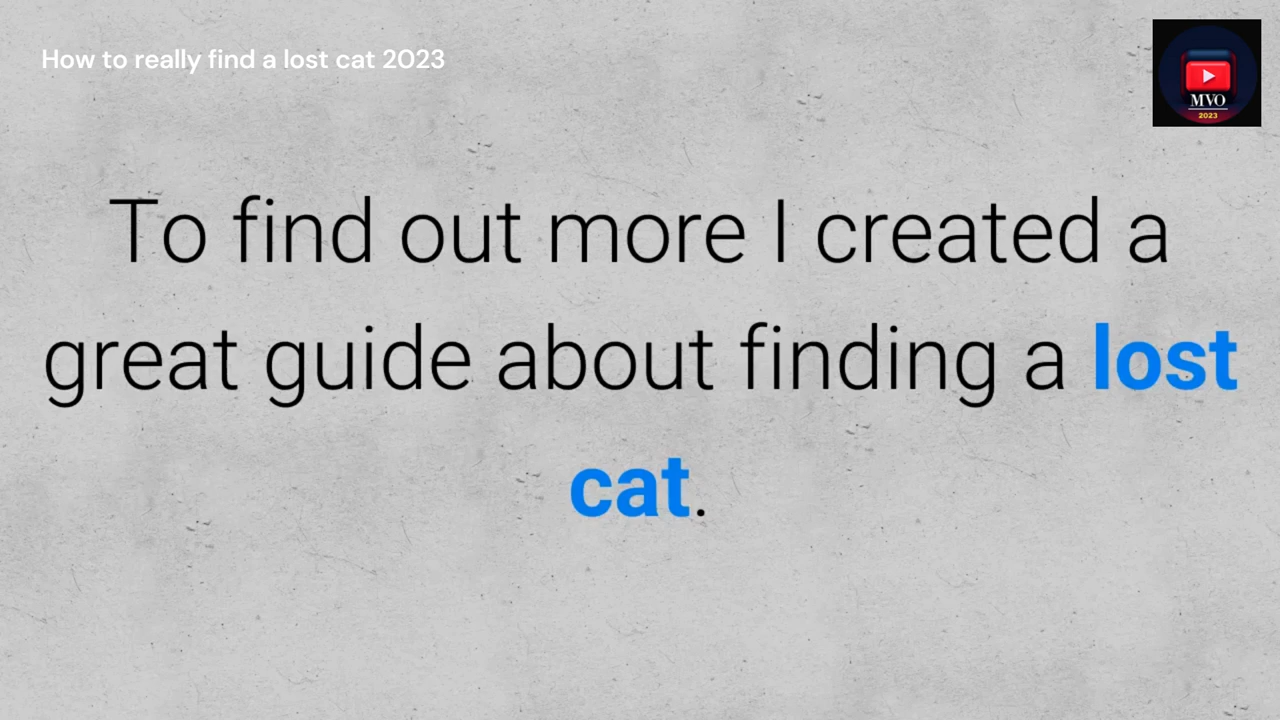 How to really find a lost cat 2023
MVO
2023
To find out more I created a
great guide about finding a lost
cat.